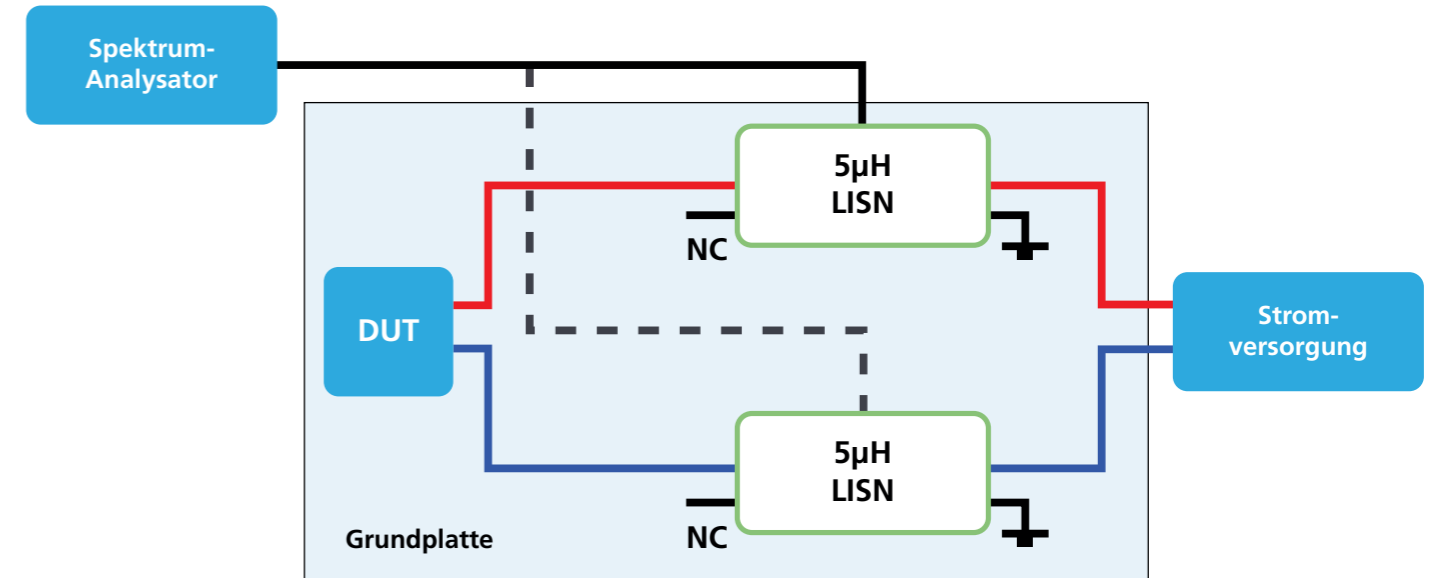 Spektrum-
Analysator
5µH
LISN
NC
DUT
Strom-
versorgung
5µH
LISN
NC
Grundplatte